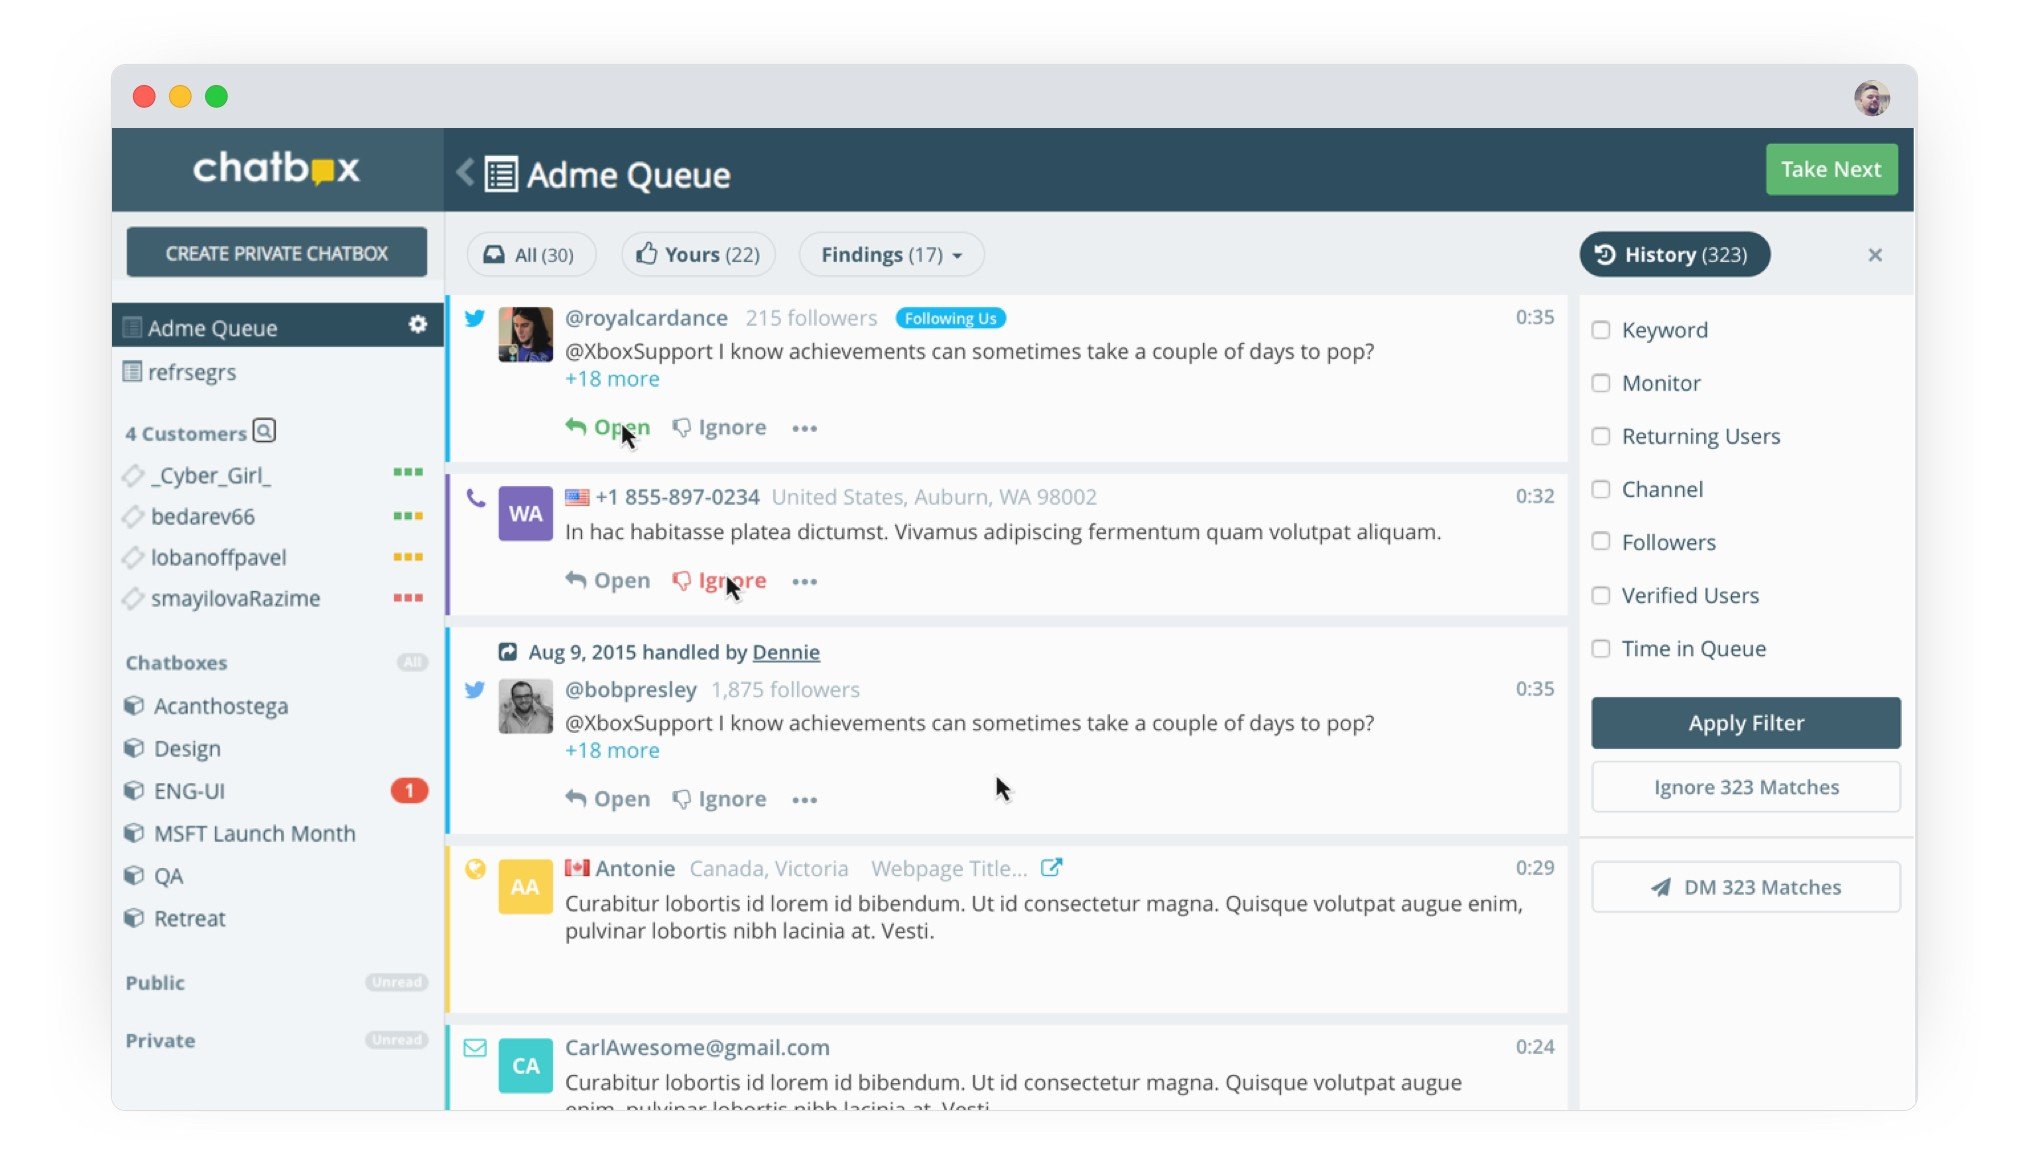 chatbox
Adme Queue
Take Next
CREATE PRIVATE CHATBOX
Adme Queue
refrsegrs
4 Customers
_Cyber_Girl_
bedarev66
lobanoffpavel
smayilovaRazime
Chatboxes All
Acanthostega
Design
ENG-UI 1
MSFT Launch Month
QA
Retreat
Public Unread
Private Unread
All (30) Yours (22) Findings (17)
@royalcardance 215 followers Following Us 0:35
@XboxSupport I know achievements can sometimes take a couple of days to pop?
+18 more
Open Ignore
WA
+1 855-897-0234 United States, Auburn, WA 98002 0:32
In hac habitasse platea dictumst. Vivamus adipiscing fermentum quam volutpat aliquam.
Open Ignore
Aug 9, 2015 handled by Dennie
@bobpresley 1,875 followers 0:35
@XboxSupport I know achievements can sometimes take a couple of days to pop?
+18 more
Open Ignore
AA
Antonie Canada, Victoria Webpage Title... 0:29
Curabitur lobortis id lorem id bibendum. Ut id consectetur magna. Quisque volutpat augue enim,
pulvinar lobortis nibh lacinia at. Vesti.
CA
CarlAwesome@gmail.com 0:24
Curabitur lobortis id lorem id bibendum. Ut id consectetur magna. Quisque volutpat augue
enim, pulvinar lobortis nibh lacinia at. Vesti.
History (323)
Keyword
Monitor
Returning Users
Channel
Followers
Verified Users
Time in Queue
Apply Filter
Ignore 323 Matches
DM 323 Matches